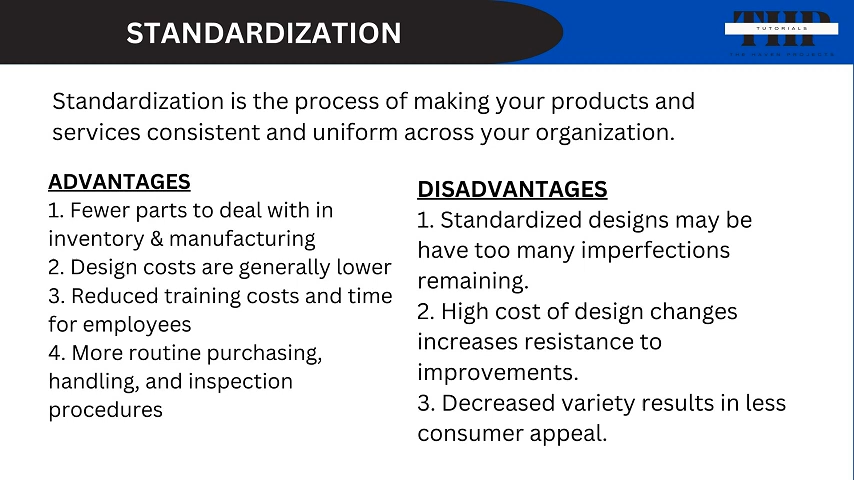 STANDARDIZATION
THP
TUTORIALS
Standardization is the process of making your products and
services consistent and uniform across your organization.
ADVANTAGES
1. Fewer parts to deal with in
inventory & manufacturing
2. Design costs are generally lower
3. Reduced training costs and time
for employees
4. More routine purchasing,
handling, and inspection
procedures
DISADVANTAGES
1. Standardized designs may be
have too many imperfections
remaining.
2. High cost of design changes
increases resistance to
improvements.
3. Decreased variety results in less
consumer appeal.